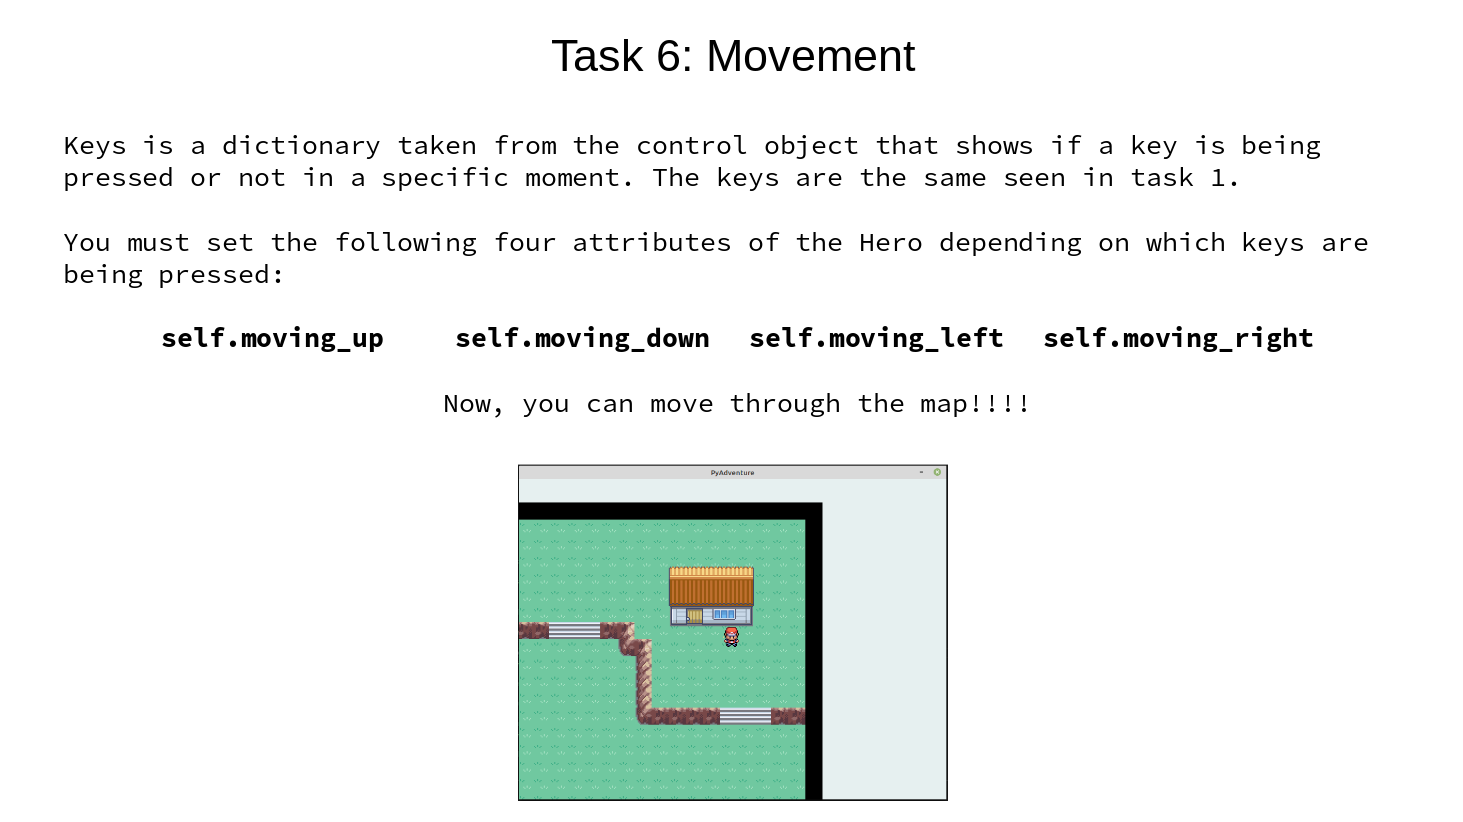 Task 6: Movement
Keys is a dictionary taken from the control object that shows if a key is being
pressed or not in a specific moment. The keys are the same seen in task 1.
You must set the following four attributes of the Hero depending on which keys are
being pressed:
self.moving_up self.moving_down self.moving_left self.moving_right
Now, you can move through the map!!!!
PyAdventure